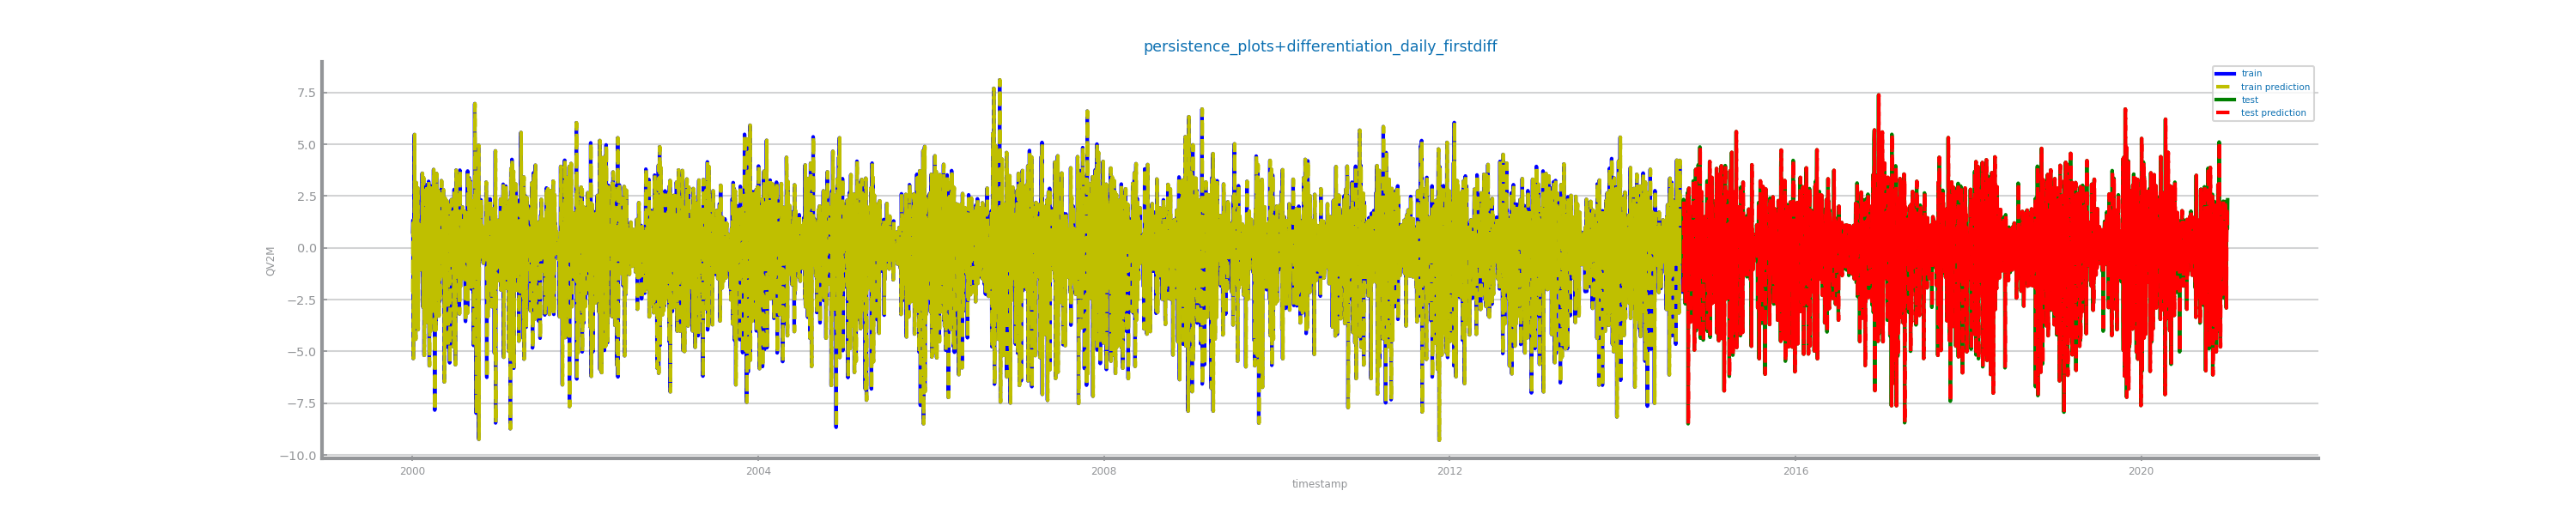 persistence_plots+differentiation_daily_firstdiff
train
train prediction
test
test prediction
7.5
5.0
2.5
0.0
−2.5
−5.0
−7.5
−10.0
QV2M
2000 2004 2008 2012 2016 2020
timestamp